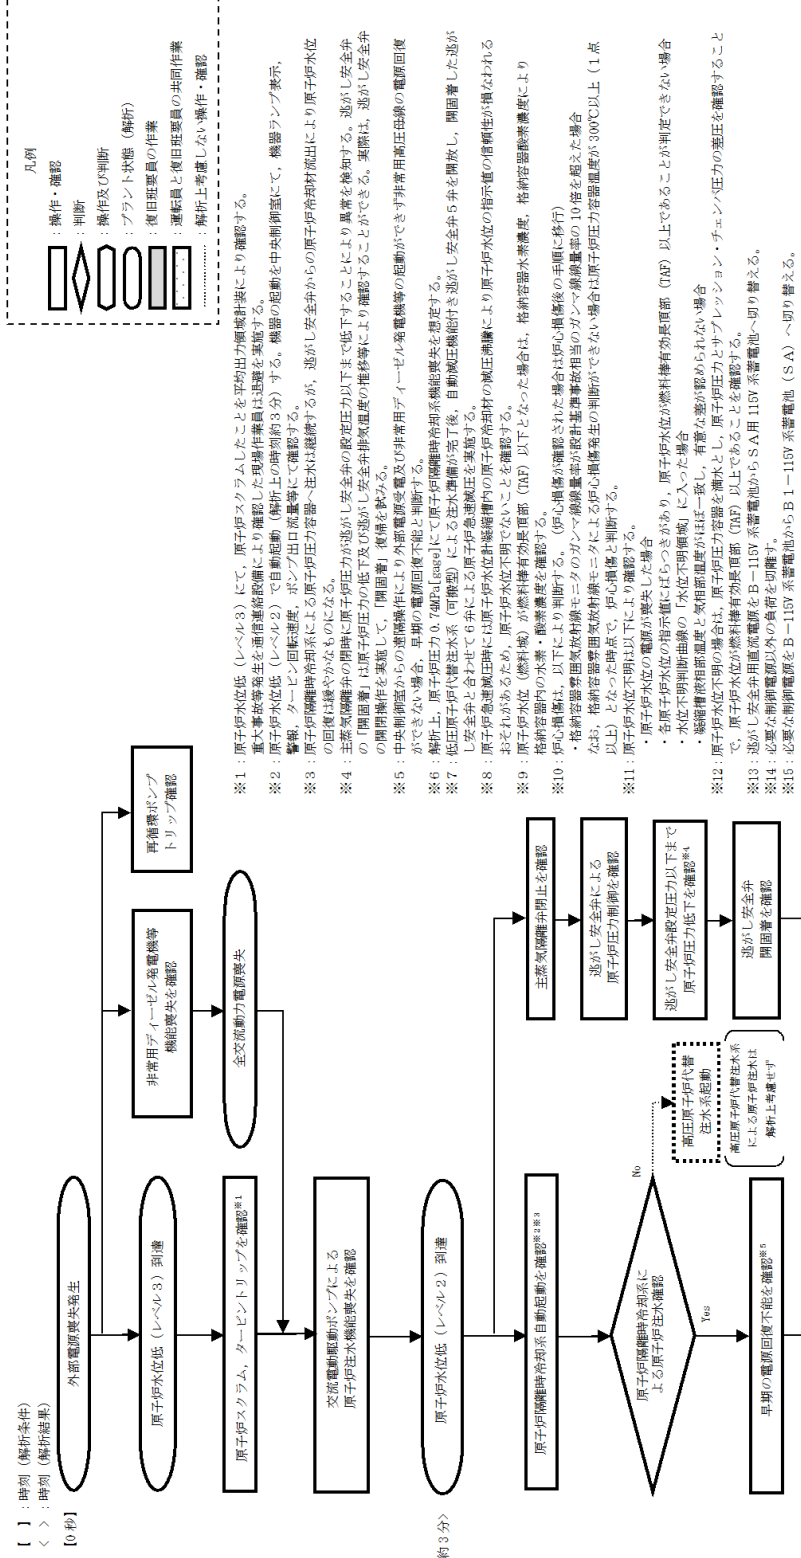 【　】：時刻（解析条件）
＜　＞：時刻（解析結果）
【0 秒】
外部電源喪失発生
原子炉水位低（レベル３）到達
原子炉スクラム，タービントリップを確認※１
交流電動駆動ポンプによる
原子炉注水機能喪失を確認
約３分＞
原子炉水位低（レベル２）到達
原子炉隔離時冷却系自動起動を確認※２※３
原子炉隔離時冷却系に
よる原子炉注水確認
No
Yes
早期の電源回復不能を確認※５
非常用ディーゼル発電機等
機能喪失を確認
全交流動力電源喪失
再循環ポンプ
トリップ確認
高圧原子炉代替
注水系起動
高圧原子炉代替注水系
による原子炉注水は
解析上考慮せず
主蒸気隔離弁閉止を確認
逃がし安全弁による
原子炉圧力制御を確認
逃がし安全弁設定圧力以下まで
原子炉圧力低下を確認※４
逃がし安全弁
開固着を確認
凡例
：操作・確認
：判断
：操作及び判断
：プラント状態（解析）
：復旧班要員の作業
：運転員と復旧班要員の共同作業
：解析上考慮しない操作・確認
※１：原子炉水位低（レベル３）にて，原子炉スクラムしたことを平均出力領域計装により確認する。
重大事故等発生を通信連絡設備により確認した現場作業員は退避を実施する。
※２：原子炉水位低（レベル２）で自動起動（解析上の時刻約３分）する。機器の起動を中央制御室にて，機器ランプ表示，
警報，タービン回転速度，ポンプ出口流量等にて確認する。
※３：原子炉隔離時冷却系による原子炉圧力容器へ注水は継続するが，逃がし安全弁からの原子炉冷却材流出により原子炉水位
の回復は緩やかなものになる。
※４：主蒸気隔離弁の閉時に原子炉圧力が逃がし安全弁の設定圧力以下まで低下することにより異常を検知する。逃がし安全弁
の「開固着」は原子炉圧力の低下及び逃がし安全弁排気温度の推移等により確認することができる。実際は，逃がし安全弁
の開閉操作を実施して，「開固着」復帰を試みる。
※５：中央制御室からの遠隔操作により外部電源受電及び非常用ディーゼル発電機等の起動ができず非常用高圧母線の電源回復
ができない場合，早期の電源回復不能と判断する。
※６：解析上，原子炉圧力 0.74MPa[gage]にて原子炉隔離時冷却系機能喪失を想定する。
※７：低圧原子炉代替注水系（可搬型）による注水準備が完了後，自動減圧機能付き逃がし安全弁５弁を開放し，開固着した逃が
し安全弁と合わせて６弁による原子炉急速減圧を実施する。
※８：原子炉急速減圧時には原子炉水位計凝縮槽内の原子炉冷却材の減圧沸騰により原子炉水位の指示値の信頼性が損なわれる
おそれがあるため，原子炉水位不明でないことを確認する。
※９：原子炉水位（燃料域）が燃料棒有効長頂部（TAF）以下となった場合は，格納容器水素濃度，格納容器酸素濃度により
格納容器内の水素・酸素濃度を確認する。
※10：炉心損傷は，以下により判断する。（炉心損傷が確認された場合は炉心損傷後の手順に移行）
・格納容器雰囲気放射線モニタのガンマ線線量率が設計基準事故相当のガンマ線線量率の 10 倍を超えた場合
なお，格納容器雰囲気放射線モニタによる炉心損傷発生の判断ができない場合は原子炉圧力容器温度が 300℃以上（１点
以上）となった時点で，炉心損傷と判断する。
※11：原子炉水位不明は以下により確認する。
・原子炉水位の電源が喪失した場合
・各原子炉水位の指示値にばらつきがあり，原子炉水位が燃料棒有効長頂部（TAF）以上であることが判定できない場合
・水位不明判断曲線の「水位不明領域」に入った場合
・凝縮槽液相部温度と気相部温度がほぼ一致し，有意な差が認められない場合
※12：原子炉水位不明の場合は，原子炉圧力容器を満水とし，原子炉圧力とサプレッション・チェンバ圧力の差圧を確認すること
で，原子炉水位が燃料棒有効長頂部（TAF）以上であることを確認する。
※13：逃がし安全弁用直流電源をＢ－115V 系蓄電池からＳＡ用 115V 系蓄電池へ切り替える。
※14：必要な制御電源以外の負荷を切離す。
※15：必要な制御電源をＢ－115V 系蓄電池からＢ１－115V 系蓄電池（ＳＡ）へ切り替える。